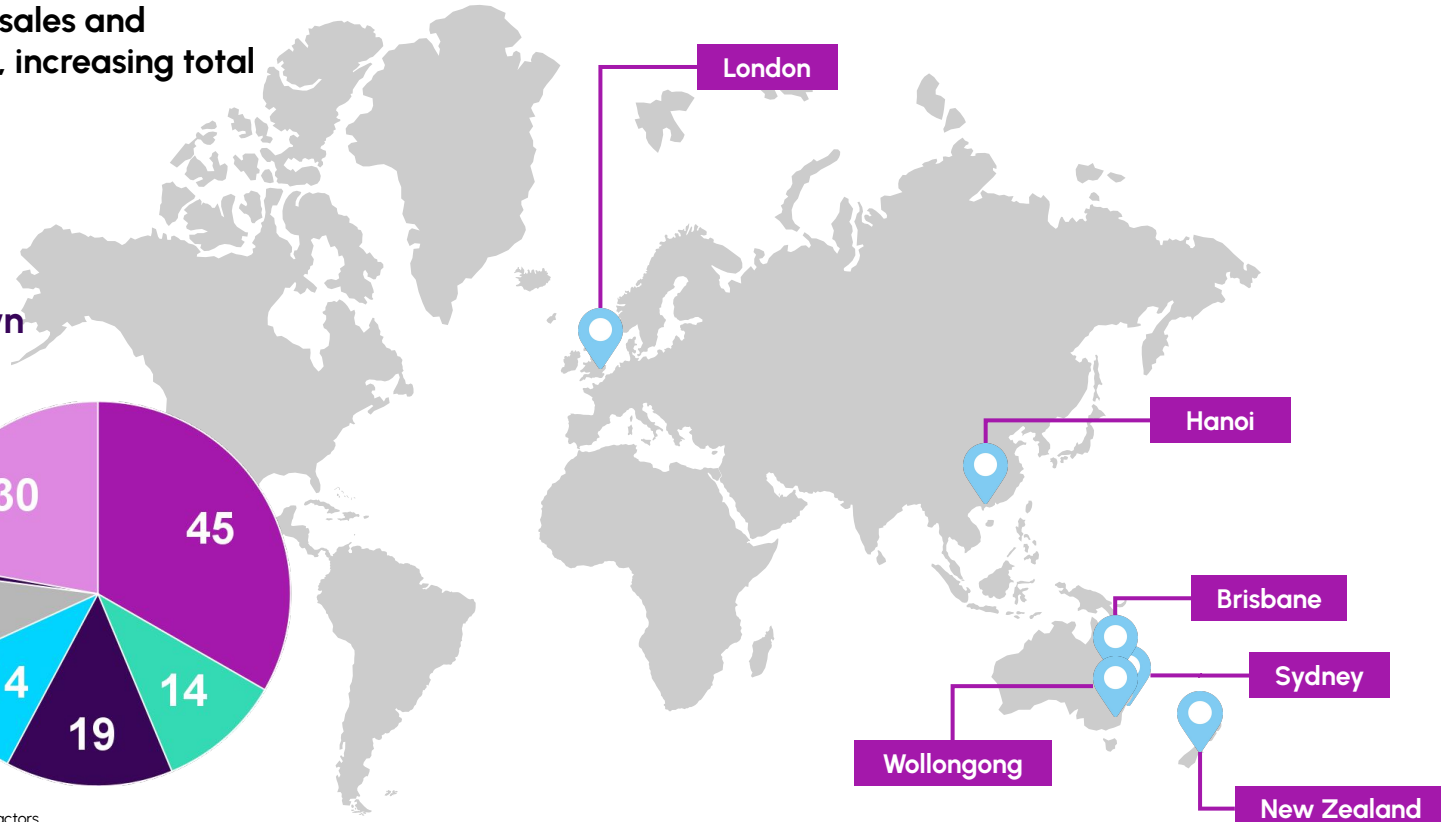 sales and
, increasing total
London
Hanoi
30
45
Brisbane
Sydney
4
14
19
Wollongong
New Zealand